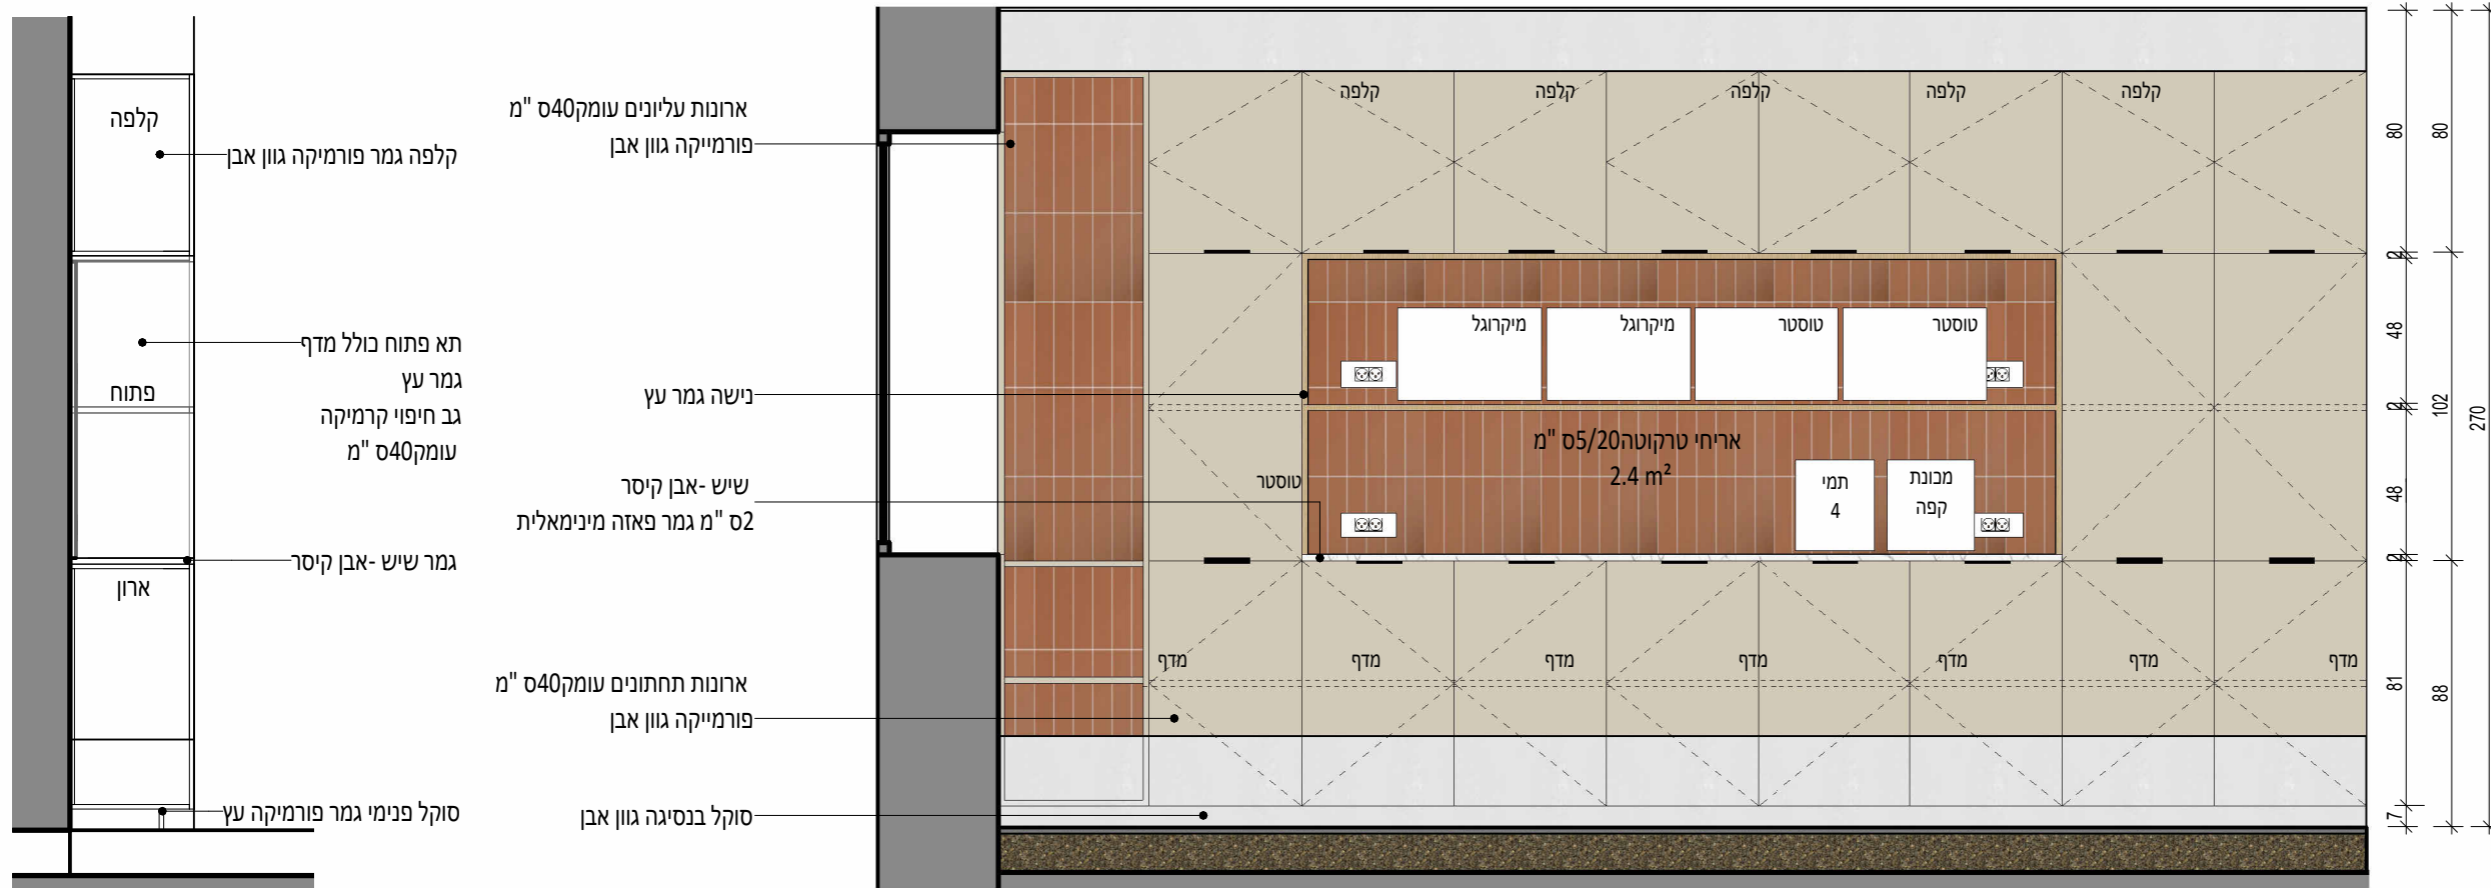 קלפה
קלפה גמר פורמיקה גוון אבן
תא פתוח כולל מדף
גמר עץ
גב חיפוי קרמיקה
עומק40ס "מ
פתוח
גמר שיש -אבן קיסר
ארון
סוקל פנימי גמר פורמיקה עץ
ארונות עליונים עומק40ס "מ
פורמייקה גוון אבן
נישה גמר עץ
שיש -אבן קיסר
2ס "מ גמר פאזה מינימאלית
ארונות תחתונים עומק40ס "מ
פורמייקה גוון אבן
סוקל בנסיגה גוון אבן
קלפה קלפה קלפה קלפה קלפה
מיקרוגל מיקרוגל טוסטר טוסטר
אריחי טרקוטה5/20ס "מ
2.4 m²
טוסטר
תמי
4
מכונת
קפה
מדף מדף מדף מדף מדף מדף מדף
80
2
48
2
48
2
81
7
80
102
88
270